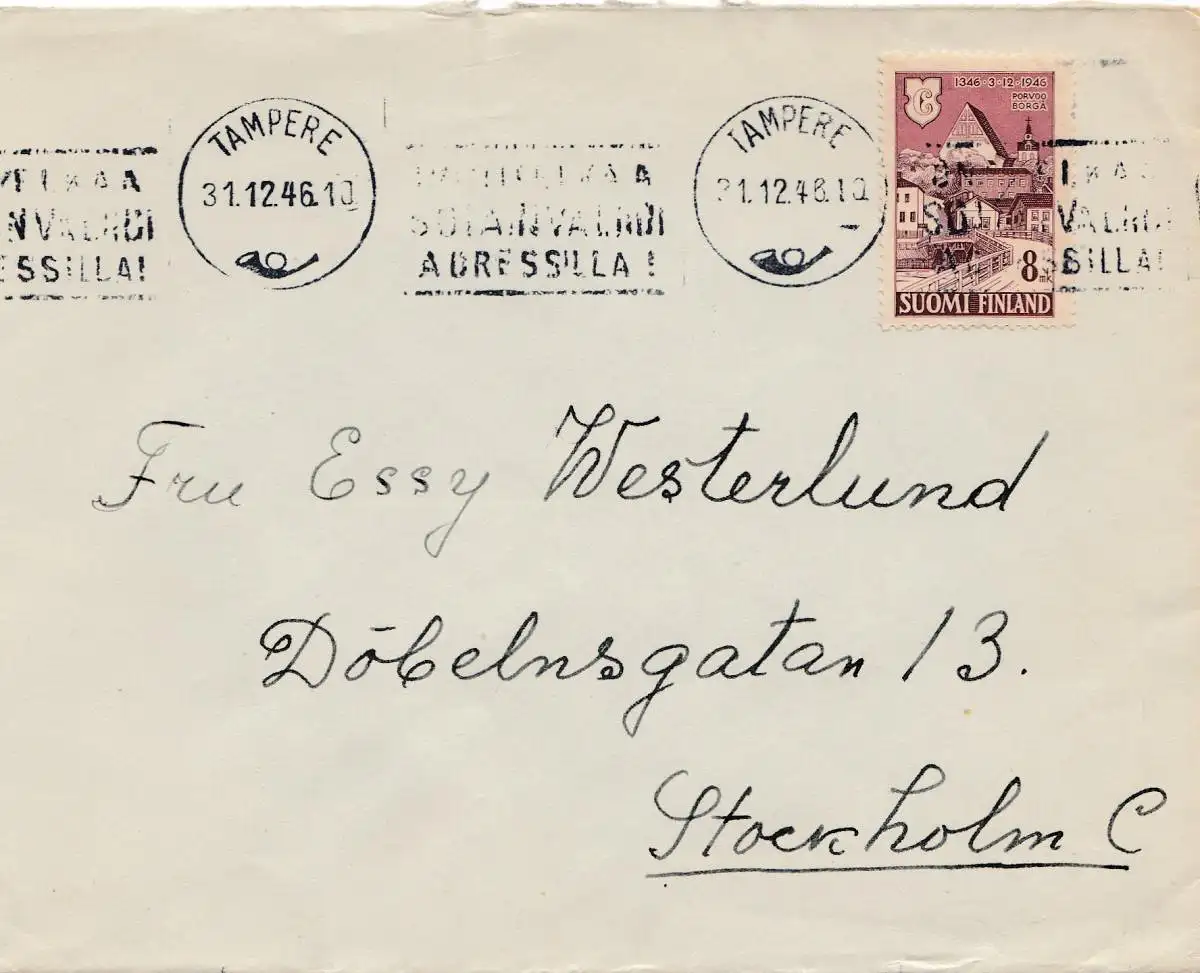 TAMPERE
31.12.46.10
ADRESSILLA!
TAMPERE
31.12.46.10
1346·3·12·1946
PORVOO
BORGÅ
8 mk
SUOMI FINLAND
Fru Essy Westerlund
Döbelnsgatan 13.
Stockholm C